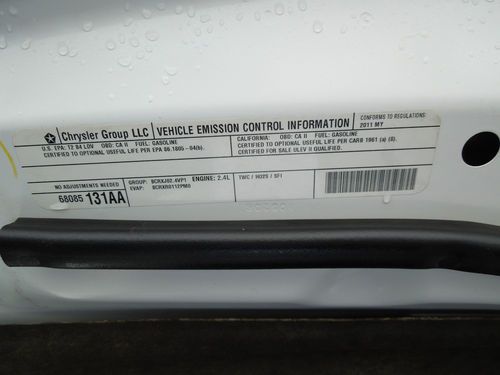 Chrysler Group LLC VEHICLE EMISSION CONTROL INFORMATION CONFORMS TO REGULATIONS: 2011 MY
U.S. EPA: T2 B4 LDV OBD: CA II FUEL: GASOLINE
CERTIFIED TO OPTIONAL USEFUL LIFE PER EPA 86.1805-04(b).
CALIFORNIA: OBD: CA II FUEL: GASOLINE
CERTIFIED TO OPTIONAL USEFUL LIFE PER CARB 1961 (a) (8).
CERTIFIED FOR SALE ULEV II QUALIFIED.
NO ADJUSTMENTS NEEDED
68085 131AA
GROUP: BCRXJ02.4VP1 ENGINE: 2.4L
EVAP: BCRXR0112PM0
TWC / HO2S / SFI